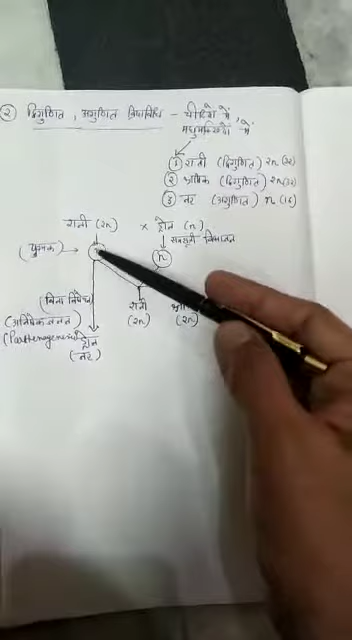 ② द्विगुणित, अगुणित विधि - चीटियों में,
मधुमक्खियों में
① रानी (द्विगुणित) 2n (32)
② श्रमिक (द्विगुणित) 2n (32)
③ नर (अगुणित) n (16)
रानी (2n) × ड्रोन (n)
समसूत्री विभाजन
(युग्मक) →
n
(बिना निषेचन
(अनिषेकजनन) रानी
(2n) (2n)
(Parthenogenesis) ड्रोन
(नर)